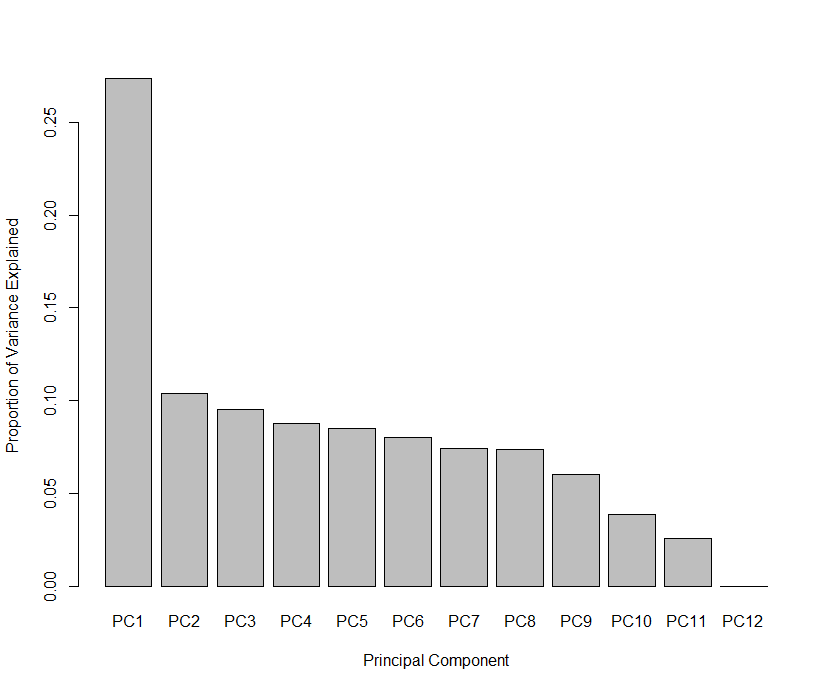 Proportion of Variance Explained
0.25
0.20
0.15
0.10
0.05
0.00
PC1 PC2 PC3 PC4 PC5 PC6 PC7 PC8 PC9 PC10 PC11 PC12
Principal Component